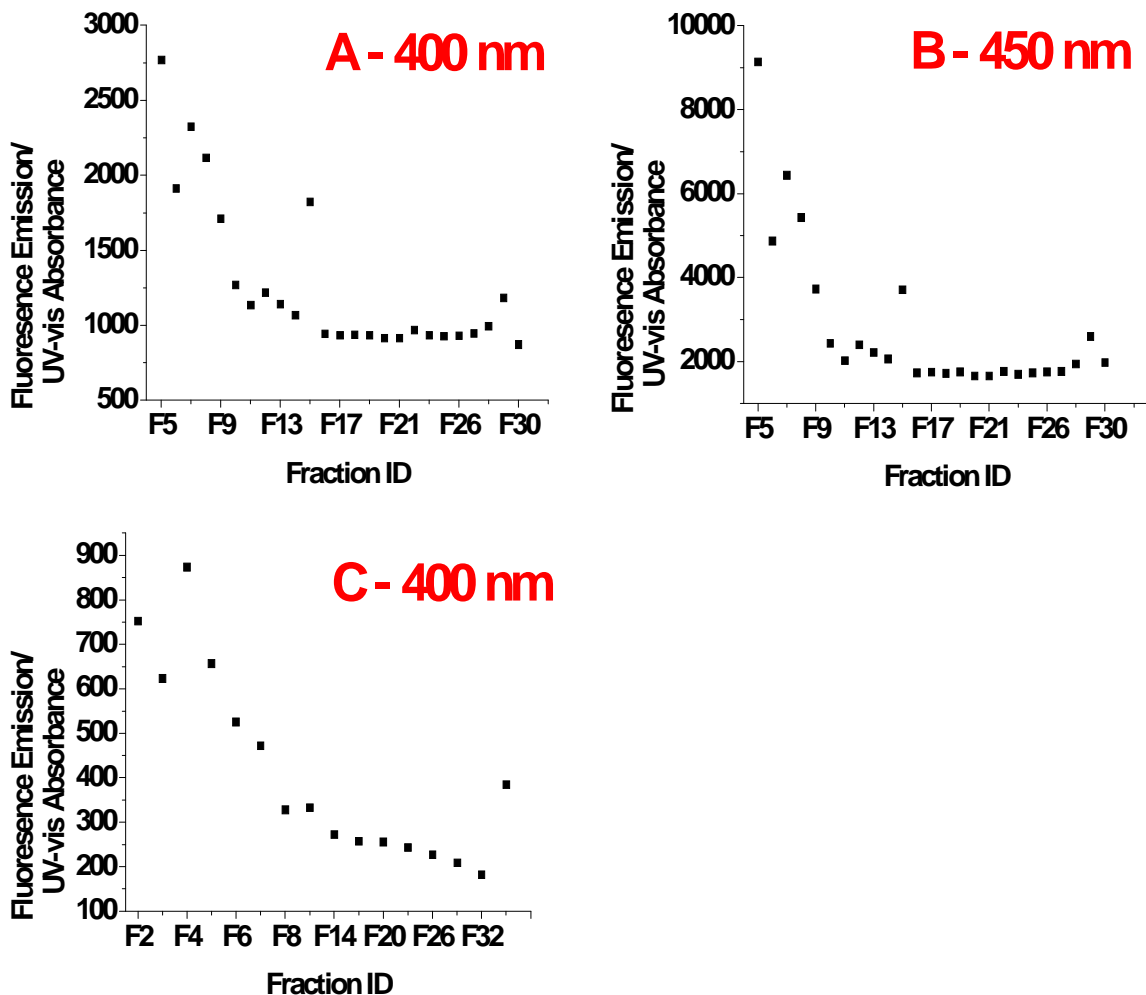 A - 400 nm
Fluoresence Emission/
UV-vis Absorbance
3000
2500
2000
1500
1000
500
F5 F9 F13 F17 F21 F26 F30
Fraction ID
B - 450 nm
Fluoresence Emission/
UV-vis Absorbance
10000
8000
6000
4000
2000
F5 F9 F13 F17 F21 F26 F30
Fraction ID
C - 400 nm
Fluoresence Emission/
UV-vis Absorbance
900
800
700
600
500
400
300
200
100
F2 F4 F6 F8 F14 F20 F26 F32
Fraction ID